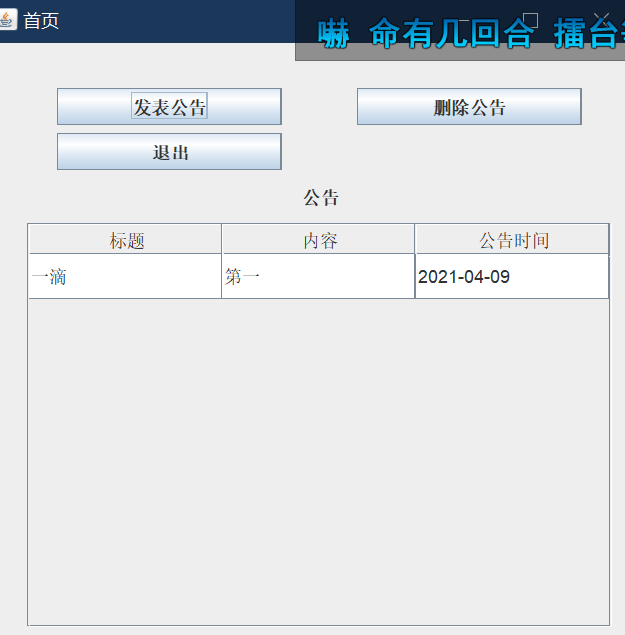 首页
嚇 命有几回合 擂台
发表公告
删除公告
退出
公告
标题 内容 公告时间
一滴 第一 2021-04-09